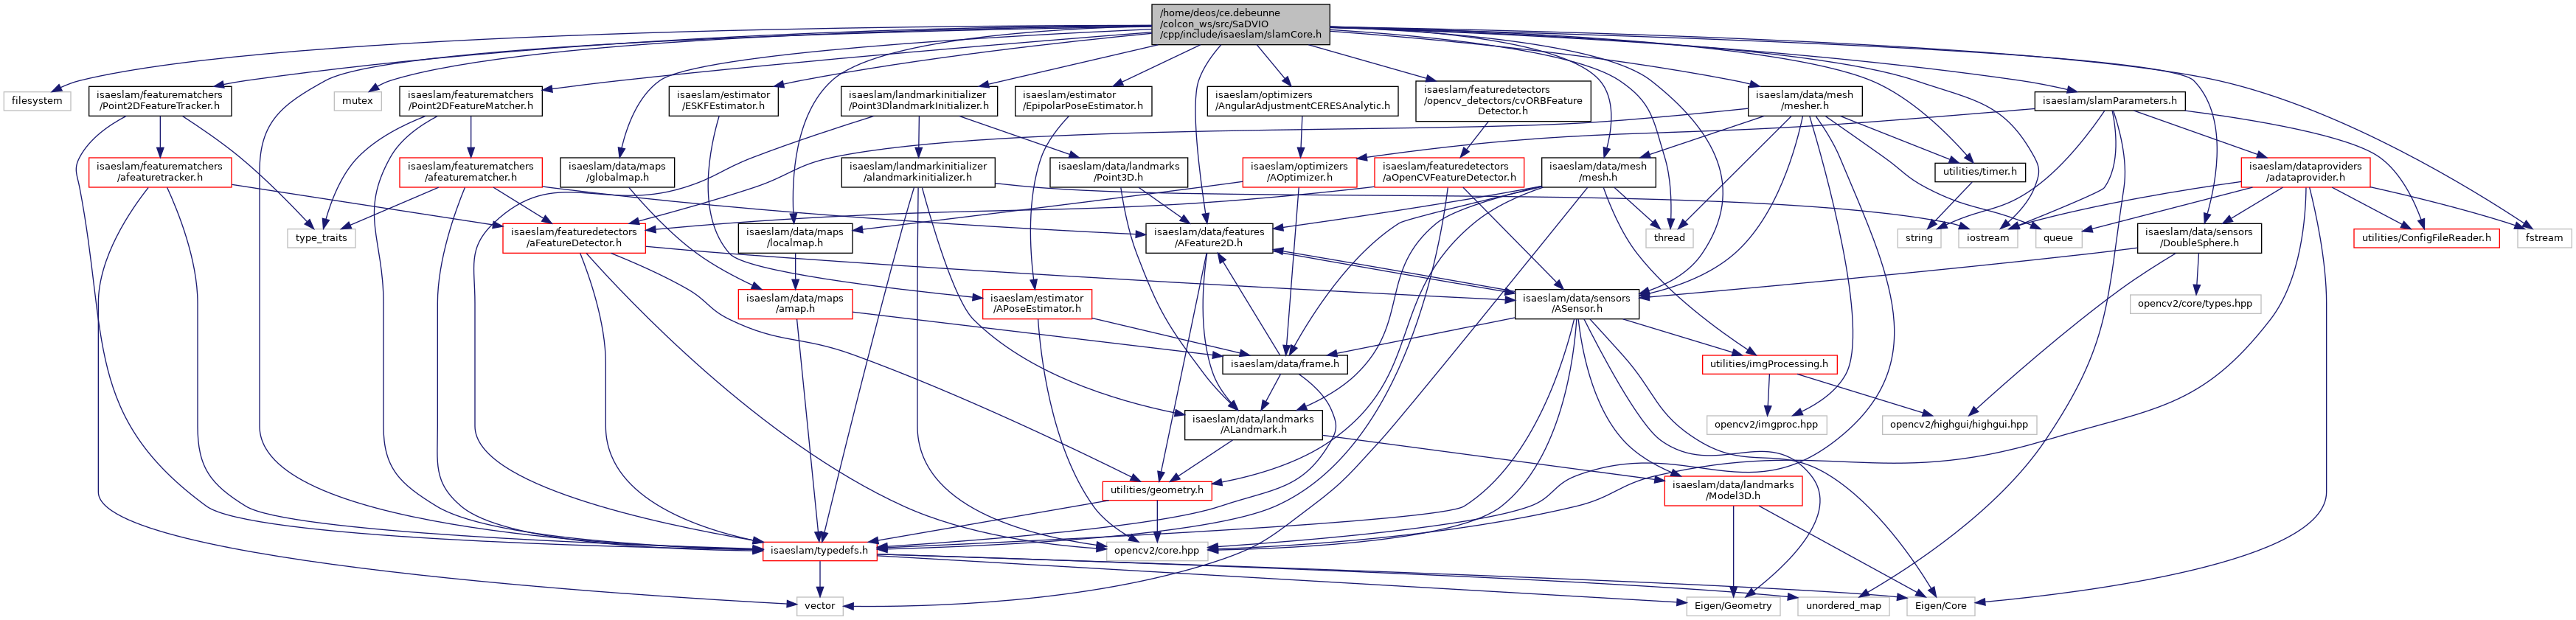 /home/deos/ce.debeunne
/colcon_ws/src/SaDVIO
/cpp/include/isaeslam/slamCore.h
filesystem
isaeslam/featurematchers
/Point2DFeatureTracker.h
mutex
isaeslam/featurematchers
/Point2DFeatureMatcher.h
isaeslam/estimator
/ESKFEstimator.h
isaeslam/landmarkinitializer
/Point3DlandmarkInitializer.h
isaeslam/estimator
/EpipolarPoseEstimator.h
isaeslam/optimizers
/AngularAdjustmentCERESAnalytic.h
isaeslam/featuredetectors
/opencv_detectors/cvORBFeature
Detector.h
isaeslam/data/mesh
/mesher.h
isaeslam/slamParameters.h
isaeslam/featurematchers
/afeaturetracker.h
isaeslam/featurematchers
/afeaturematcher.h
isaeslam/data/maps
/globalmap.h
isaeslam/landmarkinitializer
/alandmarkinitializer.h
isaeslam/data/landmarks
/Point3D.h
isaeslam/optimizers
/AOptimizer.h
isaeslam/featuredetectors
/aOpenCVFeatureDetector.h
isaeslam/data/mesh
/mesh.h
utilities/timer.h
isaeslam/dataproviders
/adataprovider.h
type_traits
isaeslam/featuredetectors
/aFeatureDetector.h
isaeslam/data/maps
/localmap.h
isaeslam/data/features
/AFeature2D.h
thread
string
iostream
queue
isaeslam/data/sensors
/DoubleSphere.h
utilities/ConfigFileReader.h
fstream
isaeslam/data/maps
/amap.h
isaeslam/estimator
/APoseEstimator.h
isaeslam/data/sensors
/ASensor.h
opencv2/core/types.hpp
isaeslam/data/frame.h
utilities/imgProcessing.h
isaeslam/data/landmarks
/ALandmark.h
opencv2/imgproc.hpp
opencv2/highgui/highgui.hpp
utilities/geometry.h
isaeslam/data/landmarks
/Model3D.h
isaeslam/typedefs.h
opencv2/core.hpp
vector
Eigen/Geometry
unordered_map
Eigen/Core